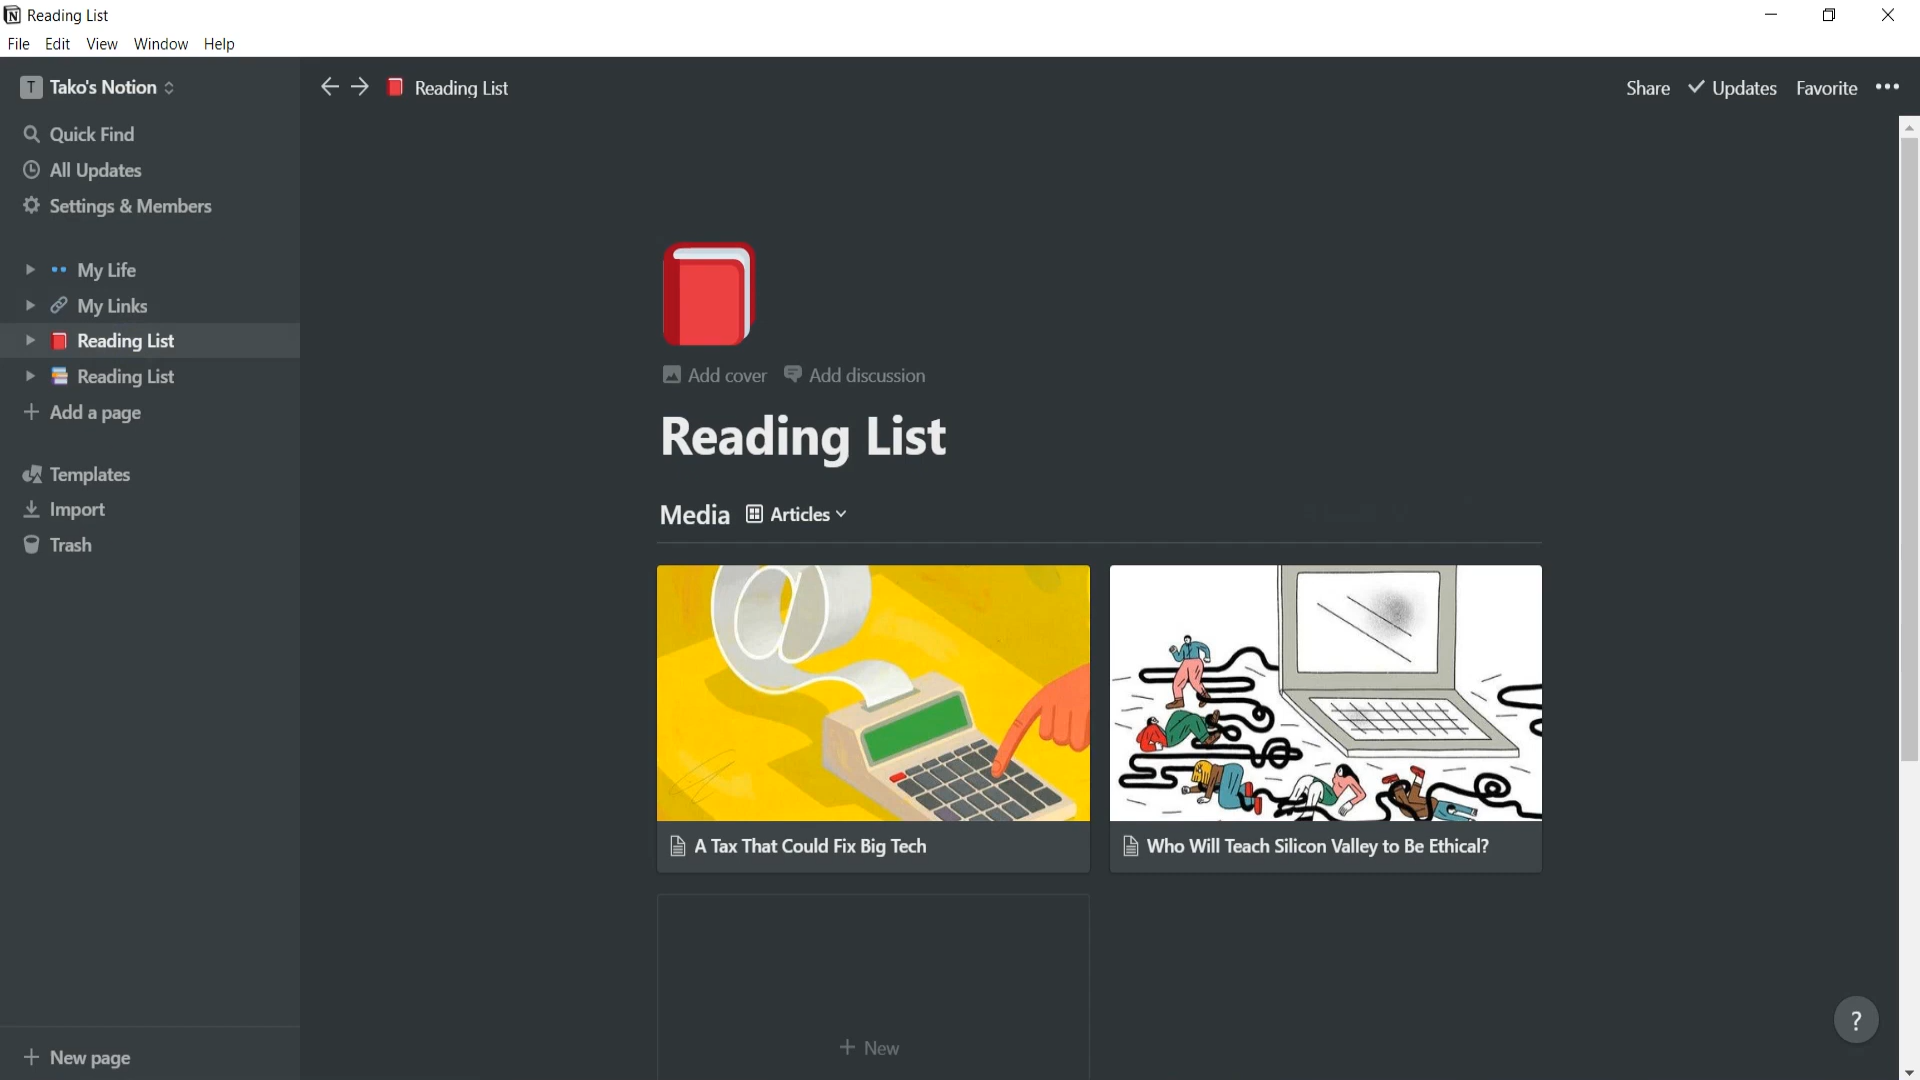 Reading List
File Edit View Window Help
T Tako's Notion
Quick Find
All Updates
Settings & Members
My Life
My Links
Reading List
Reading List
+ Add a page
Templates
Import
Trash
+ New page
Reading List
Share ✓ Updates Favorite •••
Add cover Add discussion
Reading List
Media Articles
A Tax That Could Fix Big Tech
Who Will Teach Silicon Valley to Be Ethical?
+ New
?